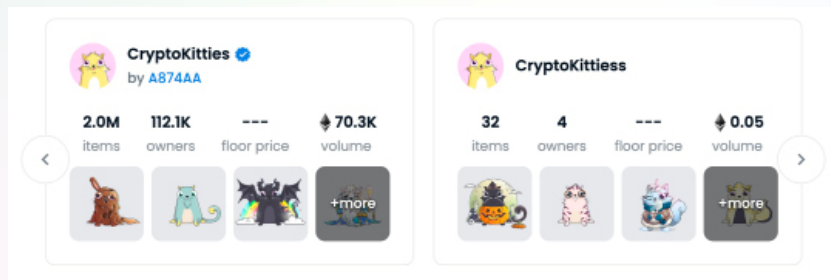 CryptoKitties
by A874AA
2.0M 112.1K --- 70.3K
items owners floor price volume
+more
CryptoKittiess
32 4 --- 0.05
items owners floor price volume
+more